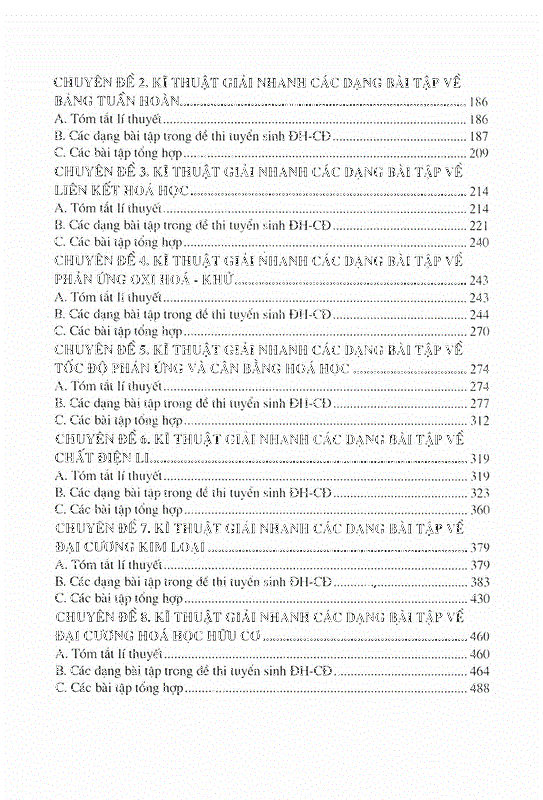 CHUYÊN ĐỀ 2. KĨ THUẬT GIẢI NHANH CÁC DẠNG BÀI TẬP VỀ
BẢNG TUẦN HOÀN........ 186
A. Tóm tắt lí thuyết........ 186
B. Các dạng bài tập trong đề thi tuyển sinh ĐH-CĐ........ 187
C. Các bài tập tổng hợp........ 209
CHUYÊN ĐỀ 3. KĨ THUẬT GIẢI NHANH CÁC DẠNG BÀI TẬP VỀ
LIÊN KẾT HOÁ HỌC........ 214
A. Tóm tắt lí thuyết........ 214
B. Các dạng bài tập trong đề thi tuyển sinh ĐH-CĐ........ 221
C. Các bài tập tổng hợp........ 240
CHUYÊN ĐỀ 4. KĨ THUẬT GIẢI NHANH CÁC DẠNG BÀI TẬP VỀ
PHẢN ỨNG OXI HOÁ - KHỬ........ 243
A. Tóm tắt lí thuyết........ 243
B. Các dạng bài tập trong đề thi tuyển sinh ĐH-CĐ........ 244
C. Các bài tập tổng hợp........ 270
CHUYÊN ĐỀ 5. KĨ THUẬT GIẢI NHANH CÁC DẠNG BÀI TẬP VỀ
TỐC ĐỘ PHẢN ỨNG VÀ CÂN BẰNG HOÁ HỌC ........ 274
A. Tóm tắt lí thuyết........ 274
B. Các dạng bài tập trong đề thi tuyển sinh ĐH-CĐ........ 277
C. Các bài tập tổng hợp........ 312
CHUYÊN ĐỀ 6. KĨ THUẬT GIẢI NHANH CÁC DẠNG BÀI TẬP VỀ
CHẤT ĐIỆN LI........ 319
A. Tóm tắt lí thuyết........ 319
B. Các dạng bài tập trong đề thi tuyển sinh ĐH-CĐ........ 323
C. Các bài tập tổng hợp........ 360
CHUYÊN ĐỀ 7. KĨ THUẬT GIẢI NHANH CÁC DẠNG BÀI TẬP VỀ
ĐẠI CƯƠNG KIM LOẠI........ 379
A. Tóm tắt lí thuyết........ 379
B. Các dạng bài tập trong đề thi tuyển sinh ĐH-CĐ........ 383
C. Các bài tập tổng hợp........ 430
CHUYÊN ĐỀ 8. KĨ THUẬT GIẢI NHANH CÁC DẠNG BÀI TẬP VỀ
ĐẠI CƯƠNG HOÁ HỌC HỮU CƠ........ 460
A. Tóm tắt lí thuyết........ 460
B. Các dạng bài tập trong đề thi tuyển sinh ĐH-CĐ........ 464
C. Các bài tập tổng hợp........ 488